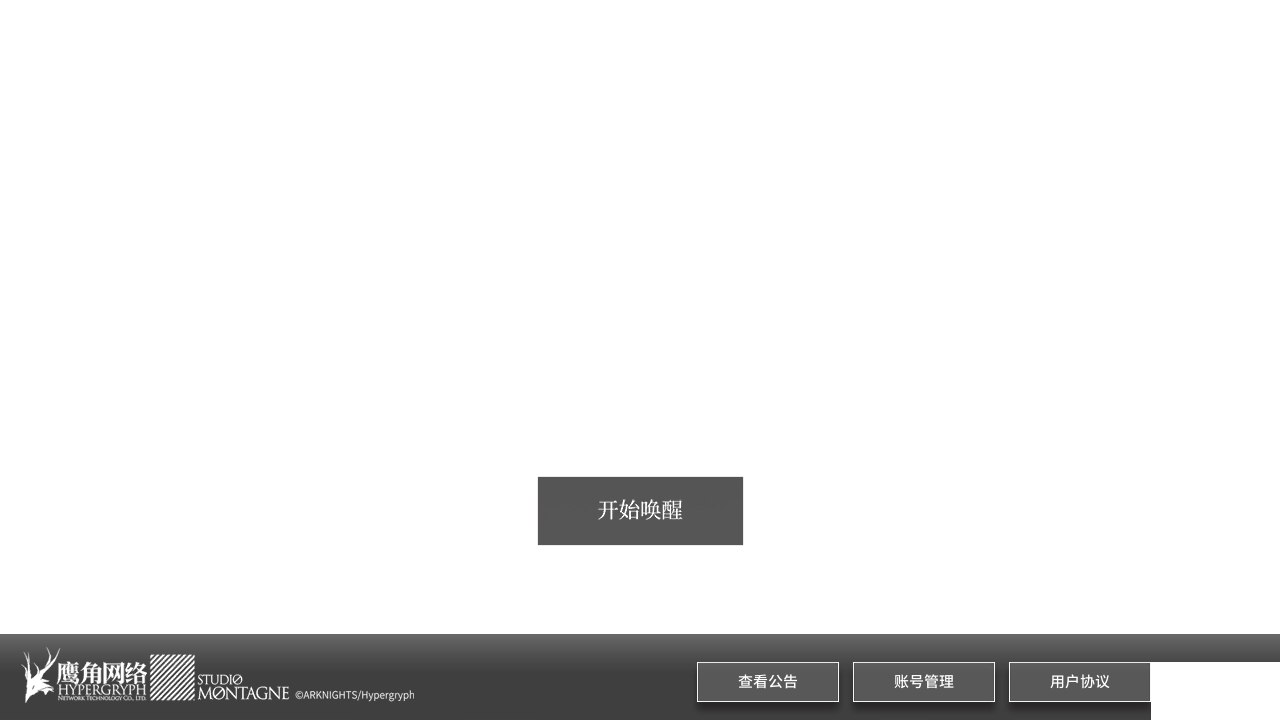 开始唤醒
鹰角网络
HYPERGRYPH
NETWORK TECHNOLOGY CO., LTD.
STUDIO
MØNTAGNE
©ARKNIGHTS/Hypergryph
查看公告
账号管理
用户协议